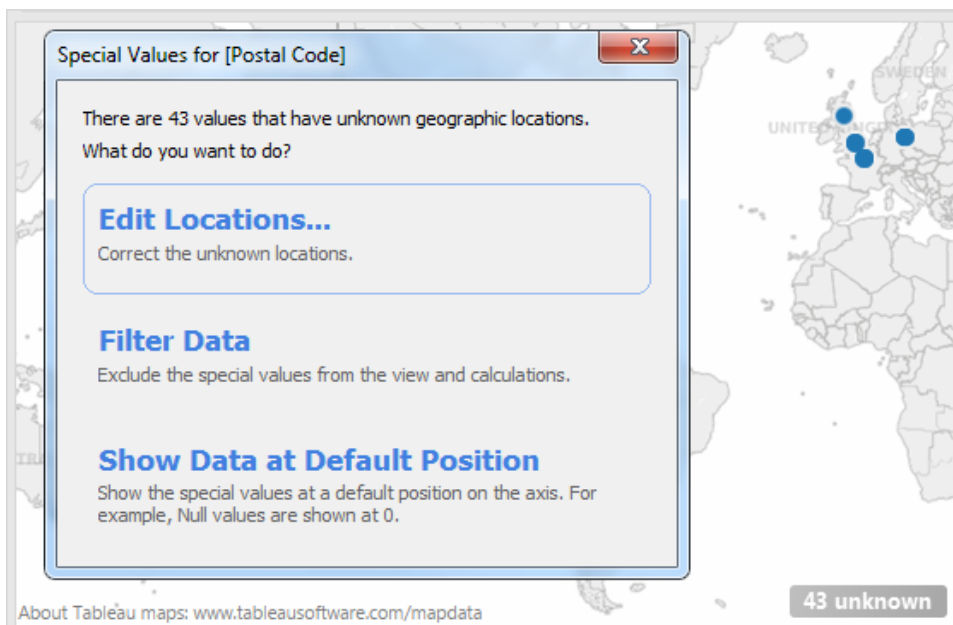 Special Values for [Postal Code]
There are 43 values that have unknown geographic locations.
What do you want to do?
Edit Locations...
Correct the unknown locations.
Filter Data
Exclude the special values from the view and calculations.
Show Data at Default Position
Show the special values at a default position on the axis. For
example, Null values are shown at 0.
SWEDEN
About Tableau maps: www.tableausoftware.com/mapdata
43 unknown